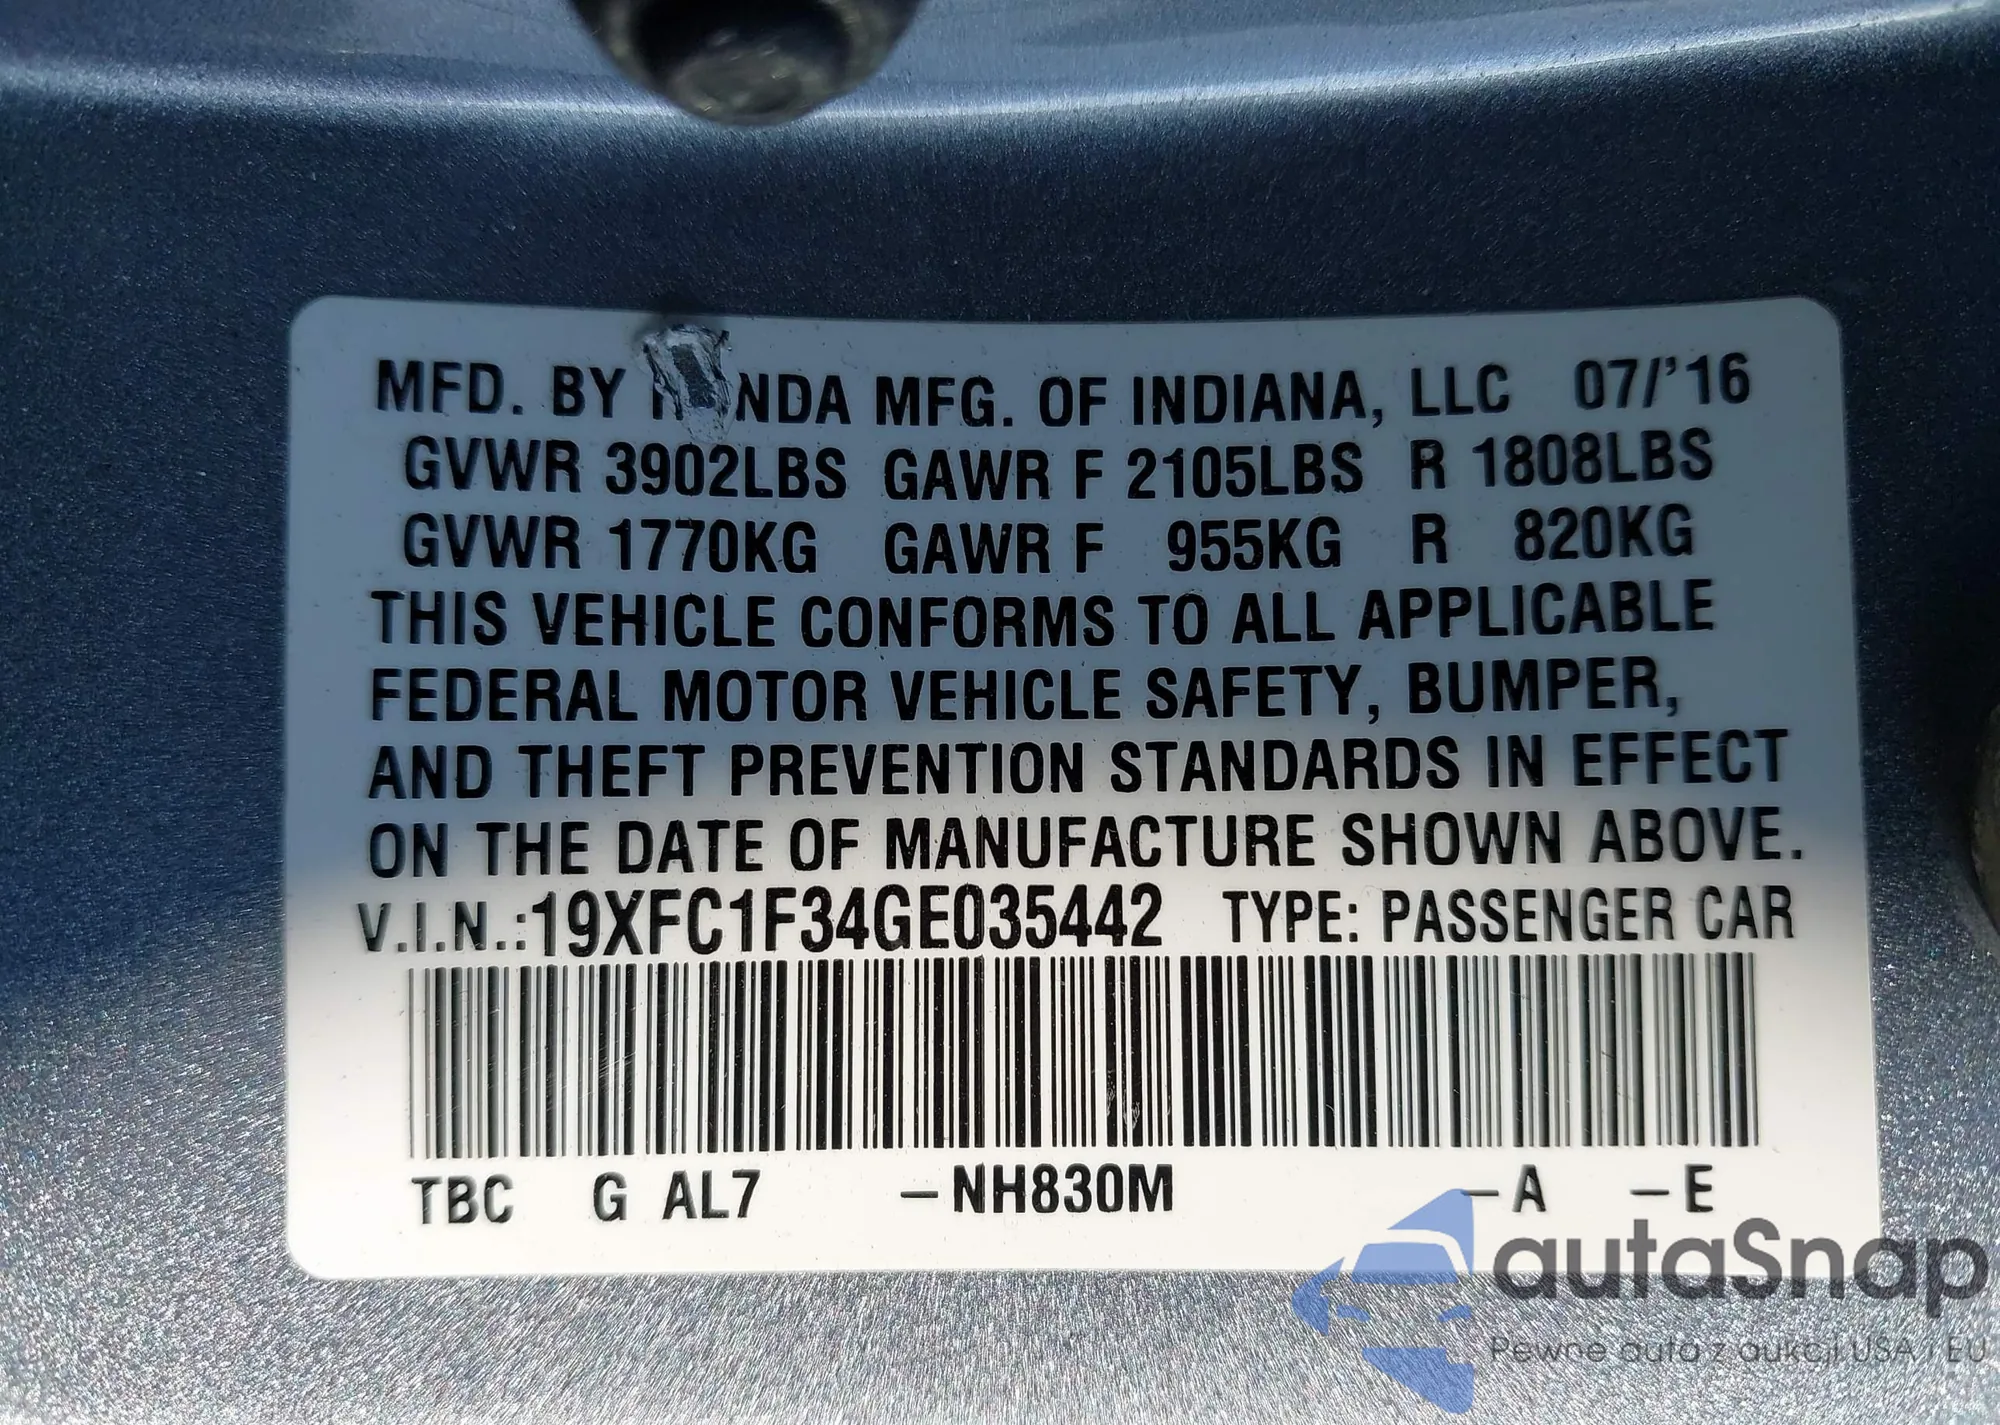 MFD. BY HONDA MFG. OF INDIANA, LLC 07/'16
GVWR 3902LBS GAWR F 2105LBS R 1808LBS
GVWR 1770KG GAWR F 955KG R 820KG
THIS VEHICLE CONFORMS TO ALL APPLICABLE
FEDERAL MOTOR VEHICLE SAFETY, BUMPER,
AND THEFT PREVENTION STANDARDS IN EFFECT
ON THE DATE OF MANUFACTURE SHOWN ABOVE.
V.I.N.:19XFC1F34GE035442 TYPE: PASSENGER CAR
TBC G AL7 –NH830M –A –E
autaSnap
Pewne auta z aukcji USA i EU